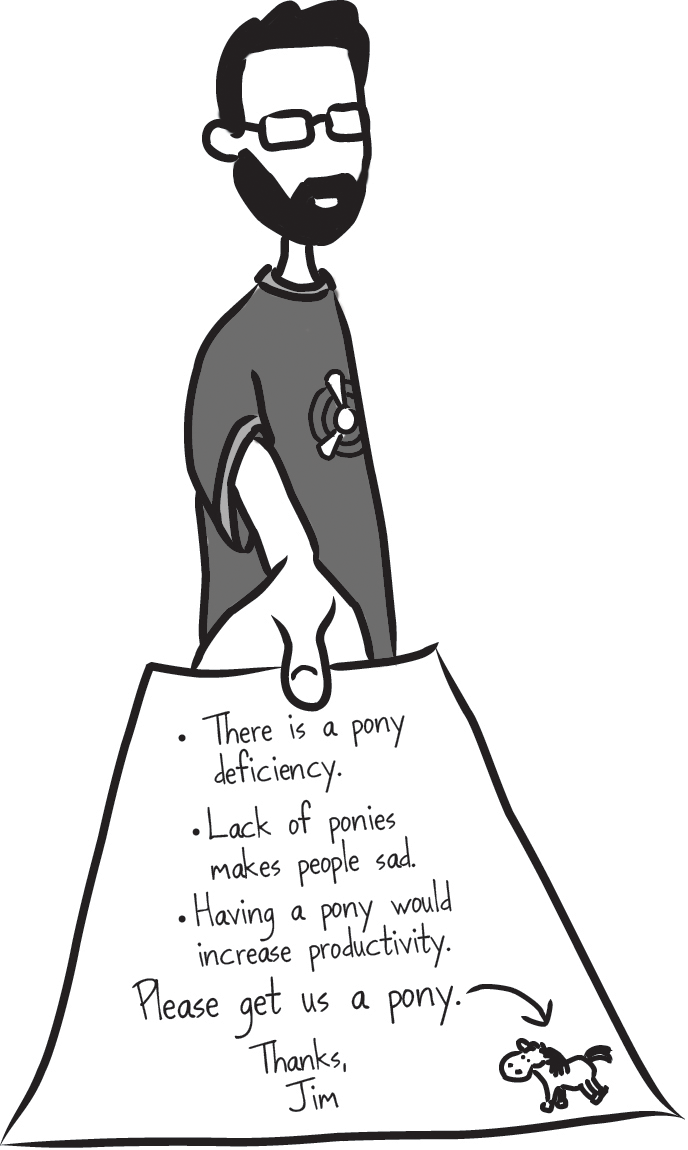 • There is a pony
deficiency.
• Lack of ponies
makes people sad.
• Having a pony would
increase productivity.
Please get us a pony.
Thanks,
Jim